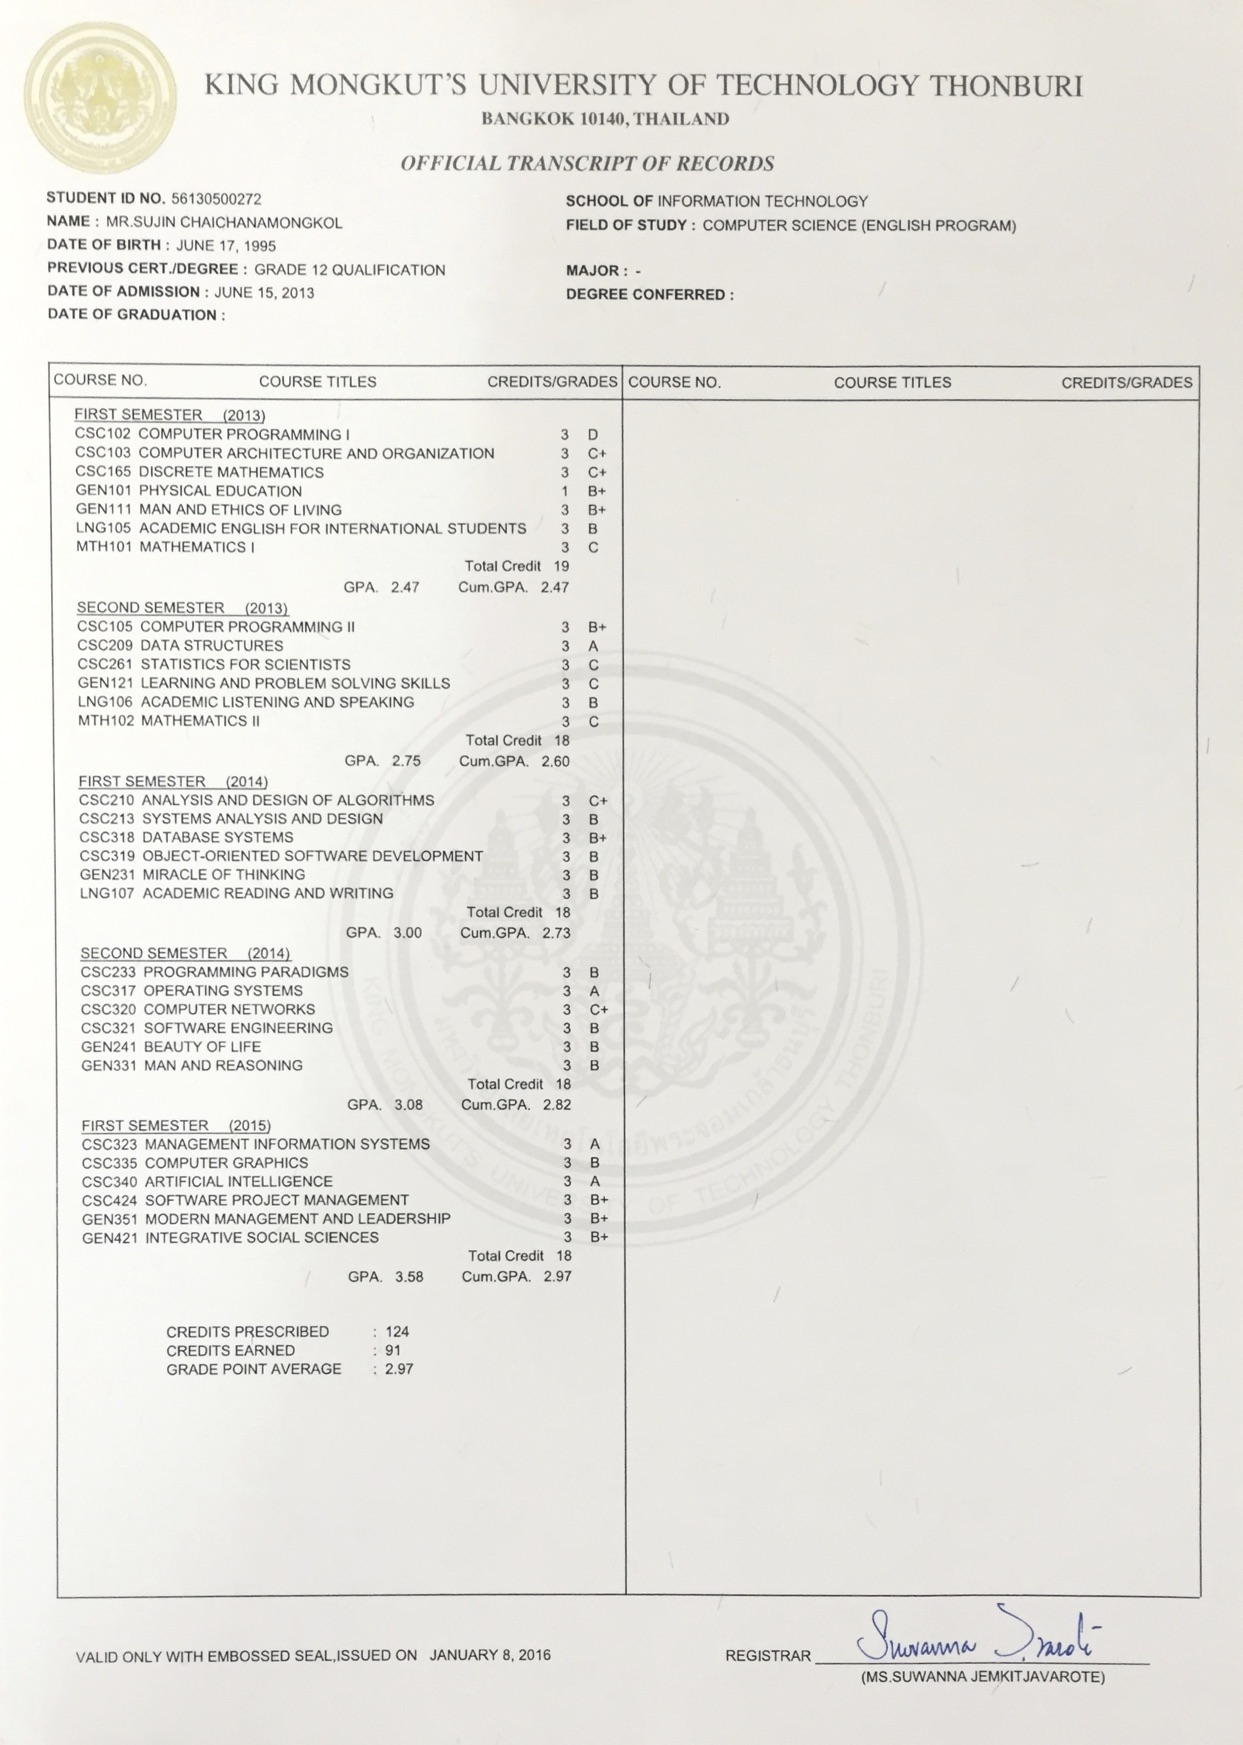 KING MONGKUT'S UNIVERSITY OF TECHNOLOGY THONBURI
BANGKOK 10140, THAILAND
OFFICIAL TRANSCRIPT OF RECORDS
STUDENT ID NO. 56130500272
NAME : MR.SUJIN CHAICHANAMONGKOL
DATE OF BIRTH : JUNE 17, 1995
PREVIOUS CERT./DEGREE : GRADE 12 QUALIFICATION
DATE OF ADMISSION : JUNE 15, 2013
DATE OF GRADUATION :
SCHOOL OF INFORMATION TECHNOLOGY
FIELD OF STUDY : COMPUTER SCIENCE (ENGLISH PROGRAM)
MAJOR : -
DEGREE CONFERRED :
COURSE NO. COURSE TITLES CREDITS/GRADES COURSE NO. COURSE TITLES CREDITS/GRADES
FIRST SEMESTER (2013)
CSC102 COMPUTER PROGRAMMING I 3 D
CSC103 COMPUTER ARCHITECTURE AND ORGANIZATION 3 C+
CSC165 DISCRETE MATHEMATICS 3 C+
GEN101 PHYSICAL EDUCATION 1 B+
GEN111 MAN AND ETHICS OF LIVING 3 B+
LNG105 ACADEMIC ENGLISH FOR INTERNATIONAL STUDENTS 3 B
MTH101 MATHEMATICS I 3 C
Total Credit 19
GPA. 2.47 Cum.GPA. 2.47
SECOND SEMESTER (2013)
CSC105 COMPUTER PROGRAMMING II 3 B+
CSC209 DATA STRUCTURES 3 A
CSC261 STATISTICS FOR SCIENTISTS 3 C
GEN121 LEARNING AND PROBLEM SOLVING SKILLS 3 C
LNG106 ACADEMIC LISTENING AND SPEAKING 3 B
MTH102 MATHEMATICS II 3 C
Total Credit 18
GPA. 2.75 Cum.GPA. 2.60
FIRST SEMESTER (2014)
CSC210 ANALYSIS AND DESIGN OF ALGORITHMS 3 C+
CSC213 SYSTEMS ANALYSIS AND DESIGN 3 B
CSC318 DATABASE SYSTEMS 3 B+
CSC319 OBJECT-ORIENTED SOFTWARE DEVELOPMENT 3 B
GEN231 MIRACLE OF THINKING 3 B
LNG107 ACADEMIC READING AND WRITING 3 B
Total Credit 18
GPA. 3.00 Cum.GPA. 2.73
SECOND SEMESTER (2014)
CSC233 PROGRAMMING PARADIGMS 3 B
CSC317 OPERATING SYSTEMS 3 A
CSC320 COMPUTER NETWORKS 3 C+
CSC321 SOFTWARE ENGINEERING 3 B
GEN241 BEAUTY OF LIFE 3 B
GEN331 MAN AND REASONING 3 B
Total Credit 18
GPA. 3.08 Cum.GPA. 2.82
FIRST SEMESTER (2015)
CSC323 MANAGEMENT INFORMATION SYSTEMS 3 A
CSC335 COMPUTER GRAPHICS 3 B
CSC340 ARTIFICIAL INTELLIGENCE 3 A
CSC424 SOFTWARE PROJECT MANAGEMENT 3 B+
GEN351 MODERN MANAGEMENT AND LEADERSHIP 3 B+
GEN421 INTEGRATIVE SOCIAL SCIENCES 3 B+
Total Credit 18
GPA. 3.58 Cum.GPA. 2.97
CREDITS PRESCRIBED : 124
CREDITS EARNED : 91
GRADE POINT AVERAGE : 2.97
KING MONGKUT'S UNIVERSITY OF TECHNOLOGY THONBURI
VALID ONLY WITH EMBOSSED SEAL,ISSUED ON JANUARY 8, 2016
REGISTRAR Suwanna
(MS.SUWANNA JEMKITJAVAROTE)